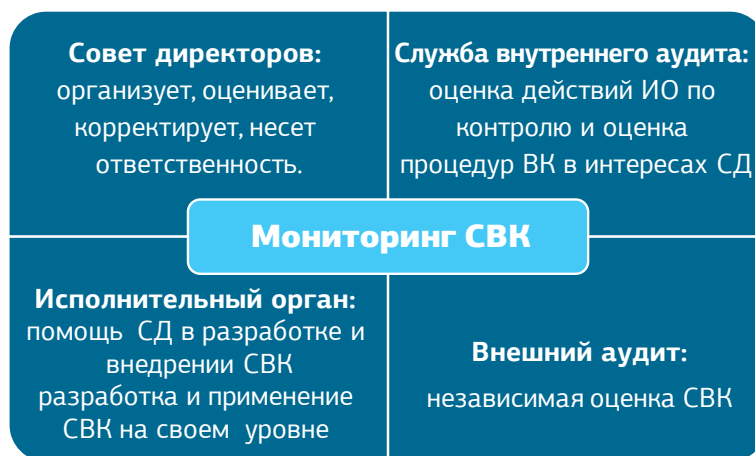 Совет директоров:
организует, оценивает,
корректирует, несет
ответственность.
Служба внутреннего аудита:
оценка действий ИО по
контролю и оценка
процедур ВК в интересах СД
Мониторинг СВК
Исполнительный орган:
помощь СД в разработке и
внедрении СВК
разработка и применение
СВК на своем уровне
Внешний аудит:
независимая оценка СВК